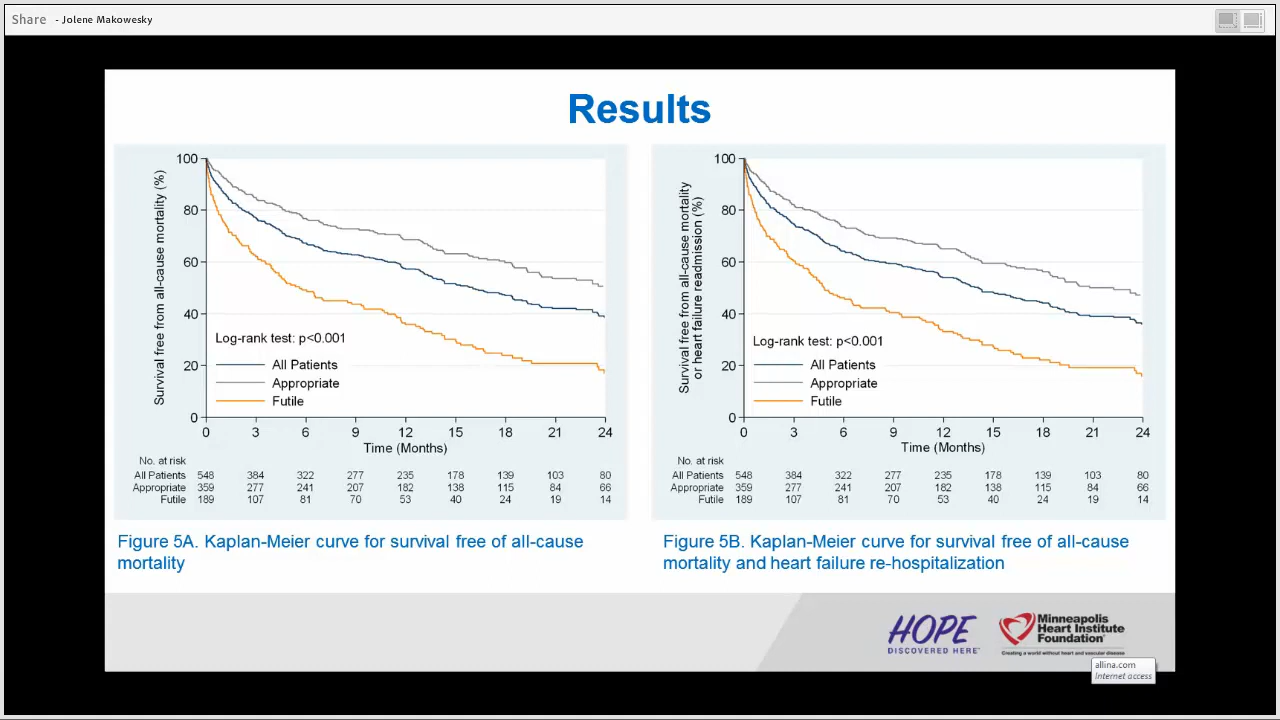 Share - Jolene Makowesky
Results
Survival free from all-cause mortality (%)
100
80
60
40
20
0
Log-rank test: p<0.001
All Patients
Appropriate
Futile
0 3 6 9 12 15 18 21 24
Time (Months)
No. at risk
All Patients 548 384 322 277 235 178 139 103 80
Appropriate 359 277 241 207 182 138 115 84 66
Futile 189 107 81 70 53 40 24 19 14
Figure 5A. Kaplan-Meier curve for survival free of all-cause
mortality
Survival free from all-cause mortality
or heart failure readmission (%)
100
80
60
40
20
0
Log-rank test: p<0.001
All Patients
Appropriate
Futile
0 3 6 9 12 15 18 21 24
Time (Months)
No. at risk
All Patients 548 384 322 277 235 178 139 103 80
Appropriate 359 277 241 207 182 138 115 84 66
Futile 189 107 81 70 53 40 24 19 14
Figure 5B. Kaplan-Meier curve for survival free of all-cause
mortality and heart failure re-hospitalization
HOPE
DISCOVERED HERE™
Minneapolis
Heart Institute
Foundation®
Creating a world without heart and vascular disease
allina.com
Internet access